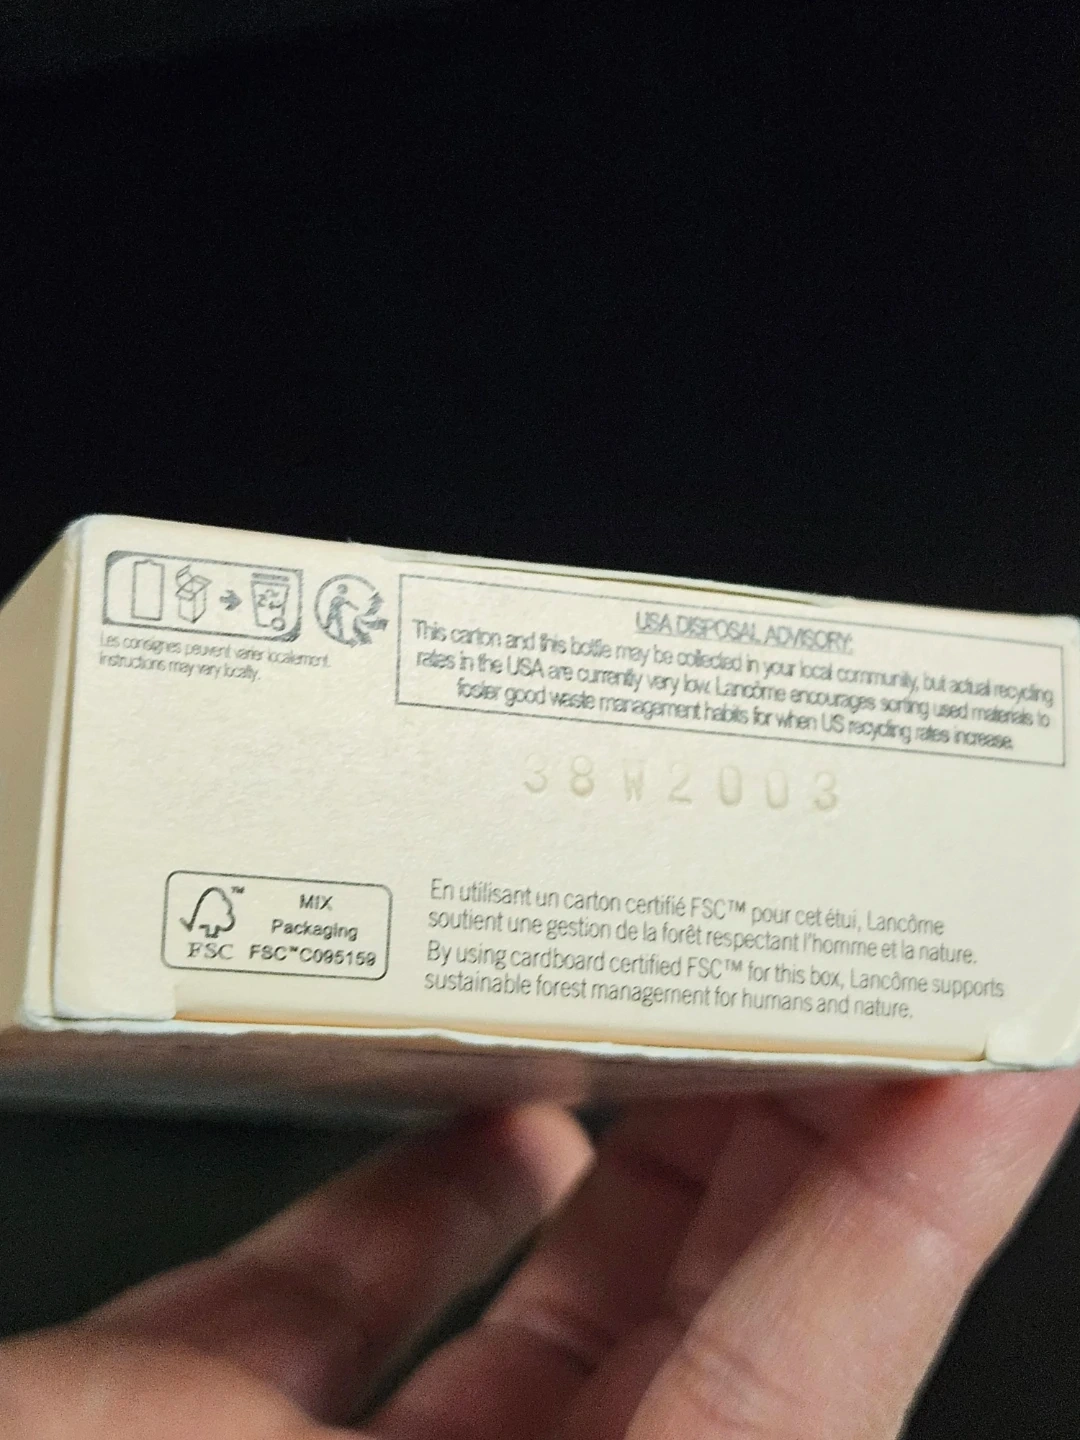 Les consignes peuvent varier localement.
Instructions may vary locally.
USA DISPOSAL ADVISORY:
This carton and this bottle may be collected in your local community, but actual recycling
rates in the USA are currently very low. Lancôme encourages sorting used materials to
foster good waste management habits for when US recycling rates increase.
38W2003
FSC™
MIX
Packaging
FSC™ C095159
En utilisant un carton certifié FSC™ pour cet étui, Lancôme
soutient une gestion de la forêt respectant l'homme et la nature.
By using cardboard certified FSC™ for this box, Lancôme supports
sustainable forest management for humans and nature.